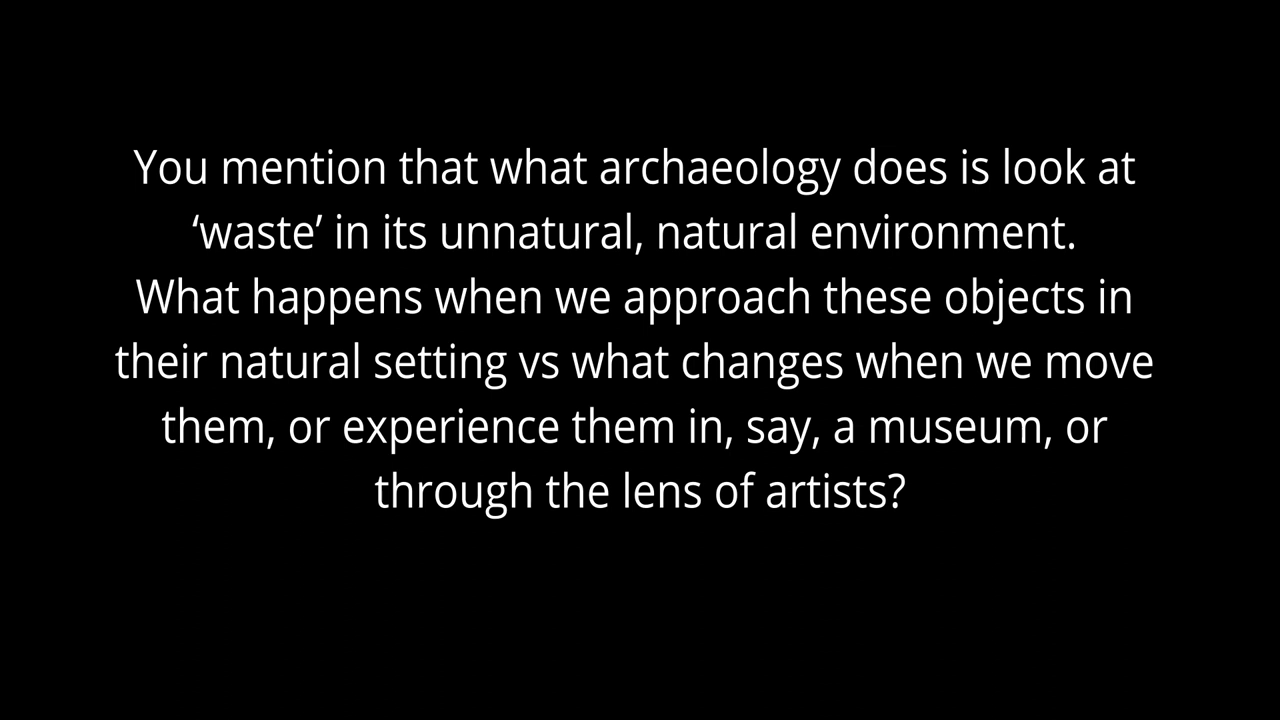 You mention that what archaeology does is look at
‘waste’ in its unnatural, natural environment.
What happens when we approach these objects in
their natural setting vs what changes when we move
them, or experience them in, say, a museum, or
through the lens of artists?